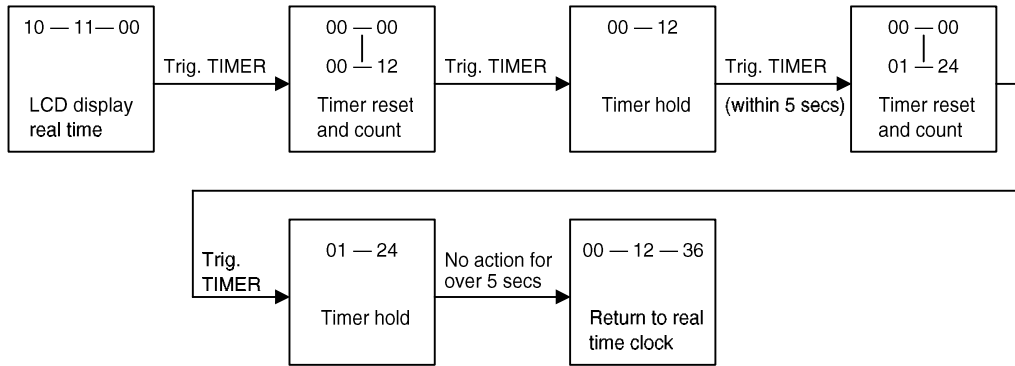 10 — 11— 00
LCD display
real time
Trig. TIMER
00 — 00
00 — 12
Timer reset
and count
Trig. TIMER
00 — 12
Timer hold
Trig. TIMER
(within 5 secs)
00 — 00
01 — 24
Timer reset
and count
Trig.
TIMER
01 — 24
Timer hold
No action for
over 5 secs
00 — 12 — 36
Return to real
time clock